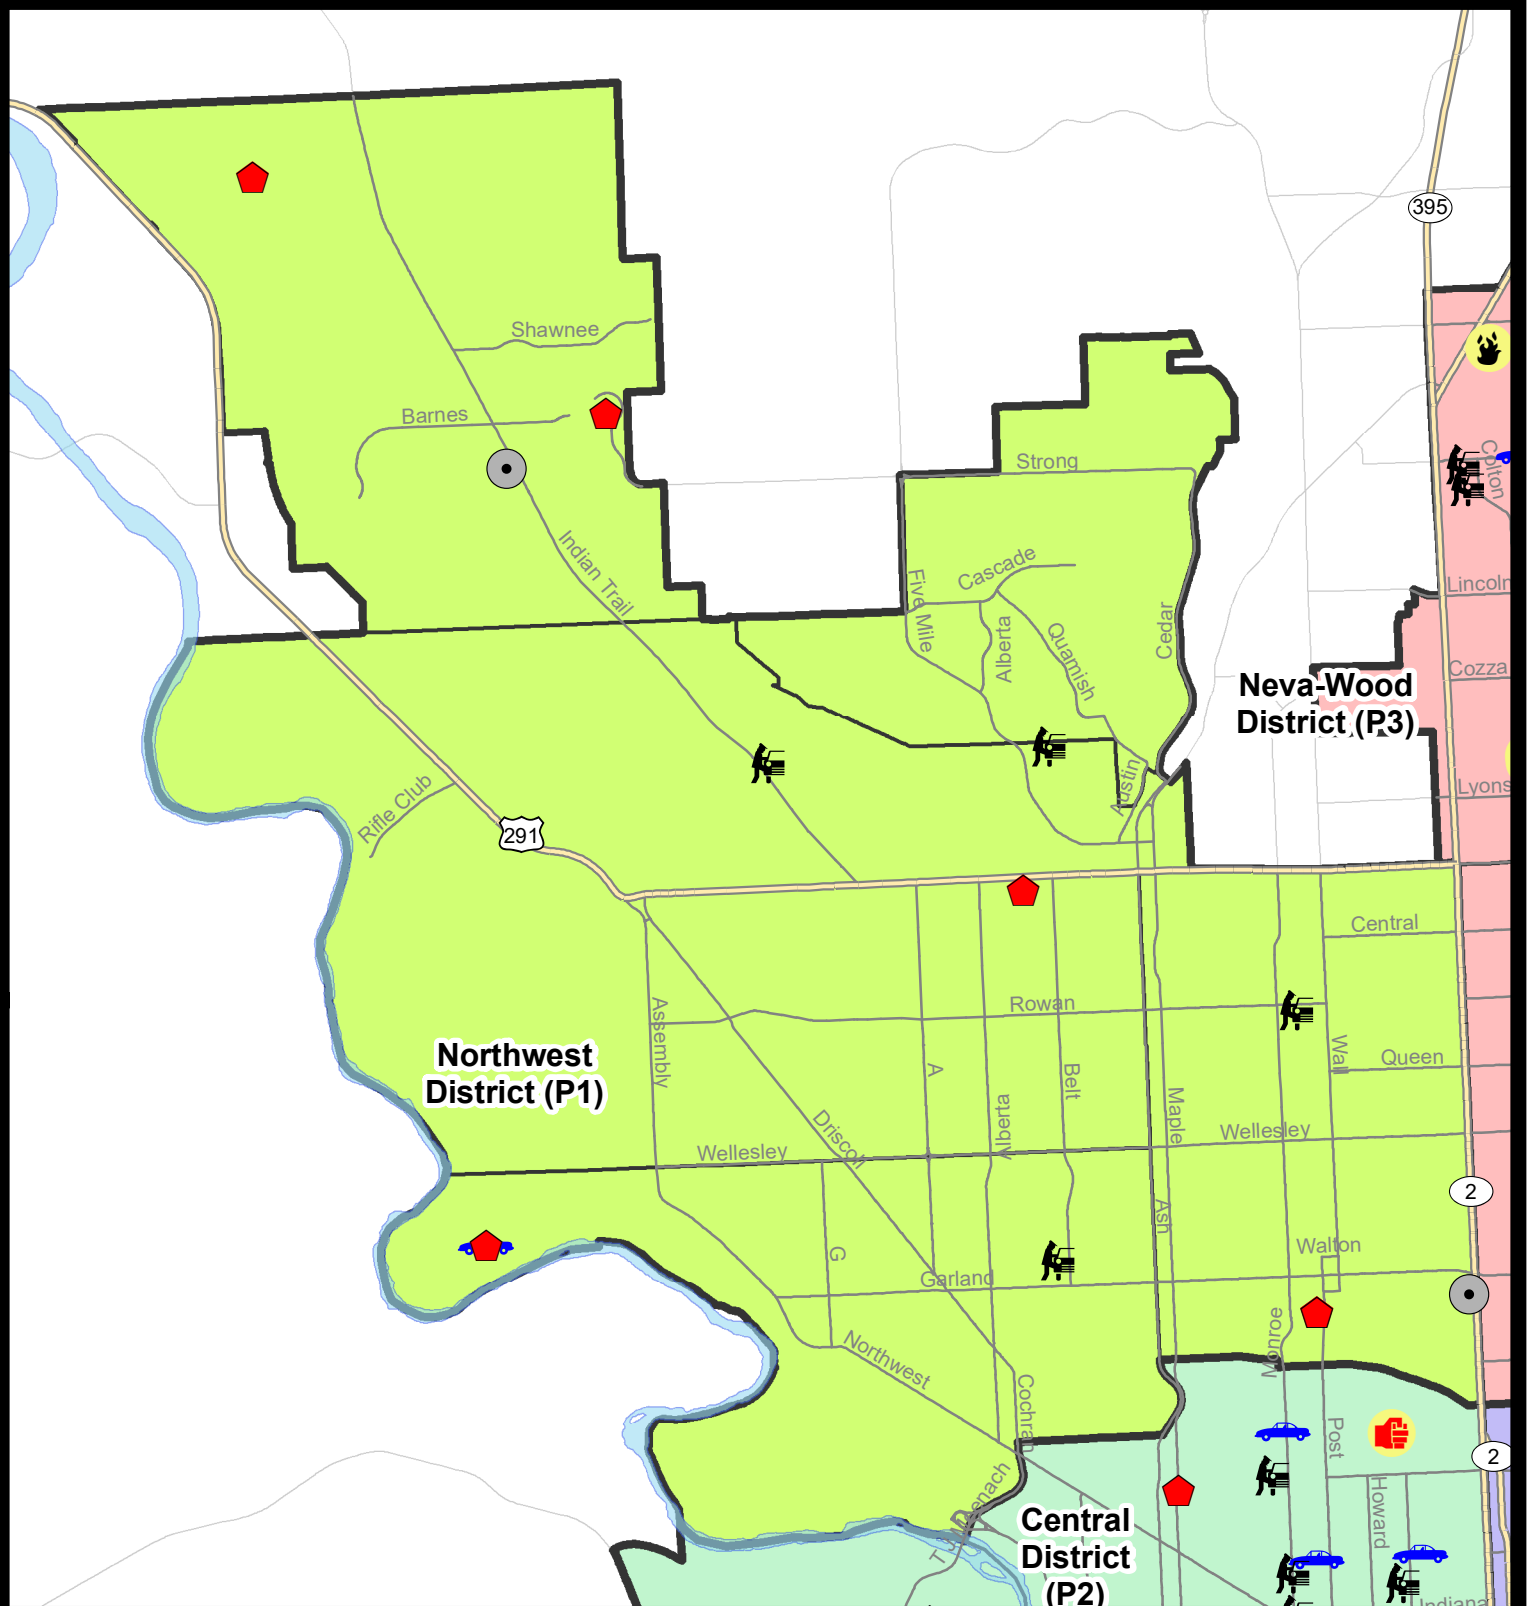 395
Shawnee
Barnes
Colton
Strong
Indian Trail
Cascade
Five Mile
Lincoln
Alberta
Quamish
Cedar
Cozza
Neva-Wood
District (P3)
Austin
Lyons
Rifle Club
291
Central
Rowan
Assembly
Northwest
District (P1)
A
Belt
Wall
Queen
Alberta
Maple
Driscoll
Wellesley
Wellesley
2
Ash
G
Walton
Garland
Monroe
Northwest
Cochran
Post
2
Howard
Central
District
(P2)
Indiana